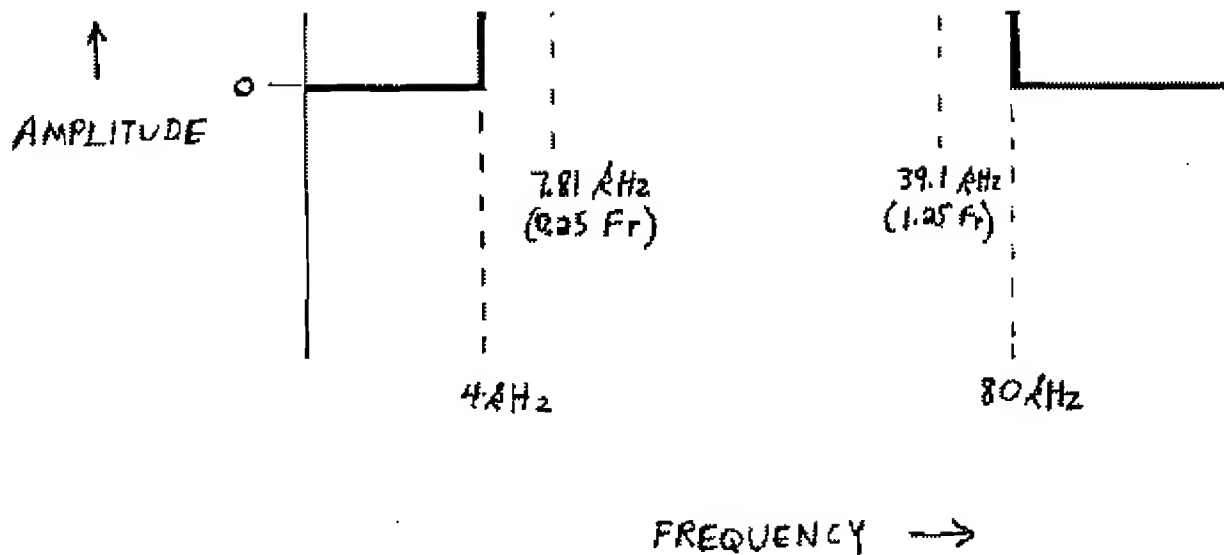 0
AMPLITUDE
7.81 kHz
(0.25 Fr)
39.1 kHz
(1.25 Fr)
4 kHz
80 kHz
FREQUENCY →